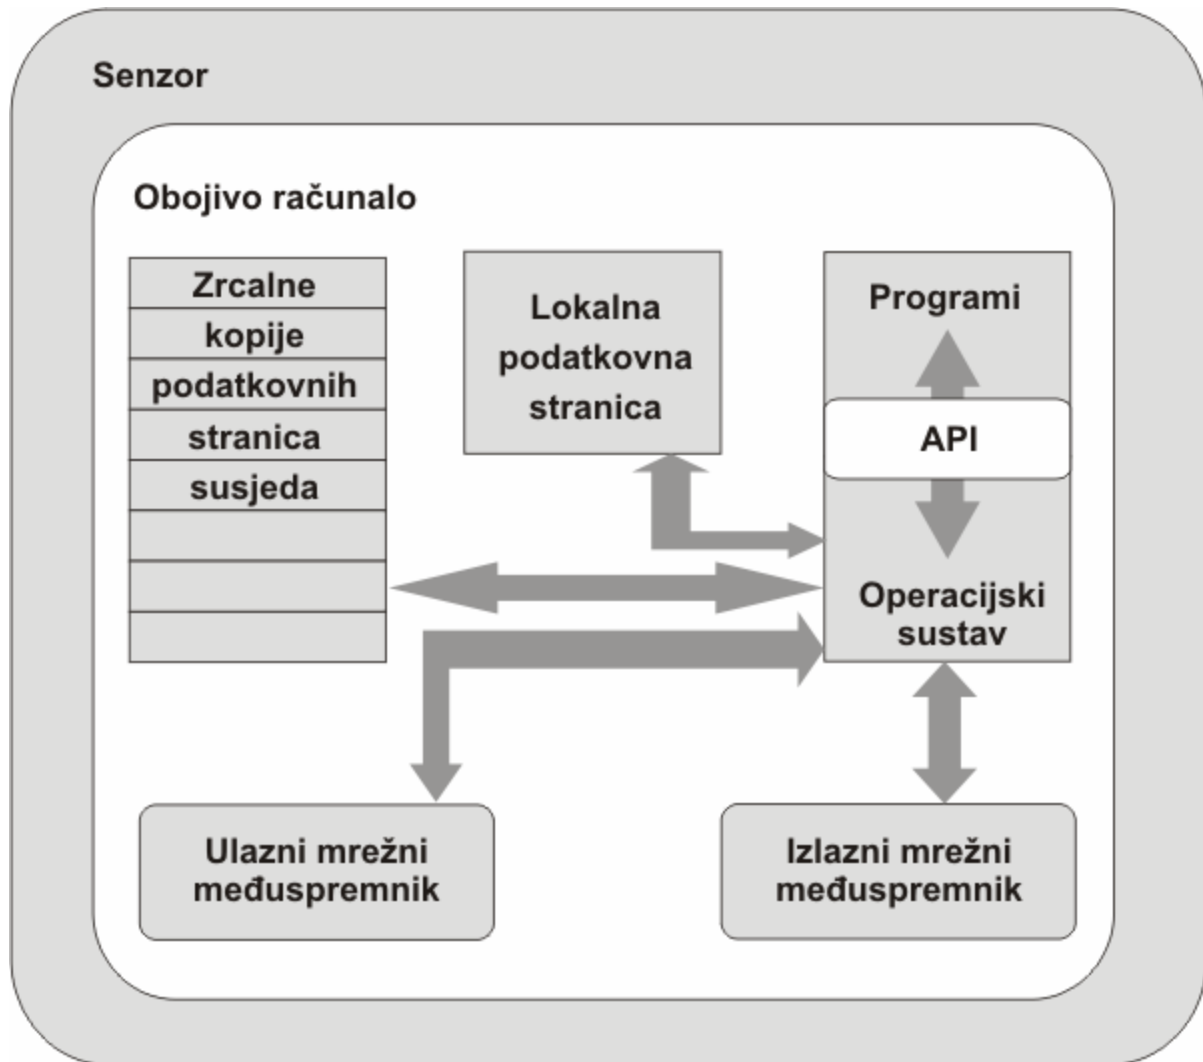 Senzor
Obojivo računalo
Zrcalne
kopije
podatkovnih
stranica
susjeda
Lokalna
podatkovna
stranica
Programi
API
Operacijski
sustav
Ulazni mrežni
međuspremnik
Izlazni mrežni
međuspremnik